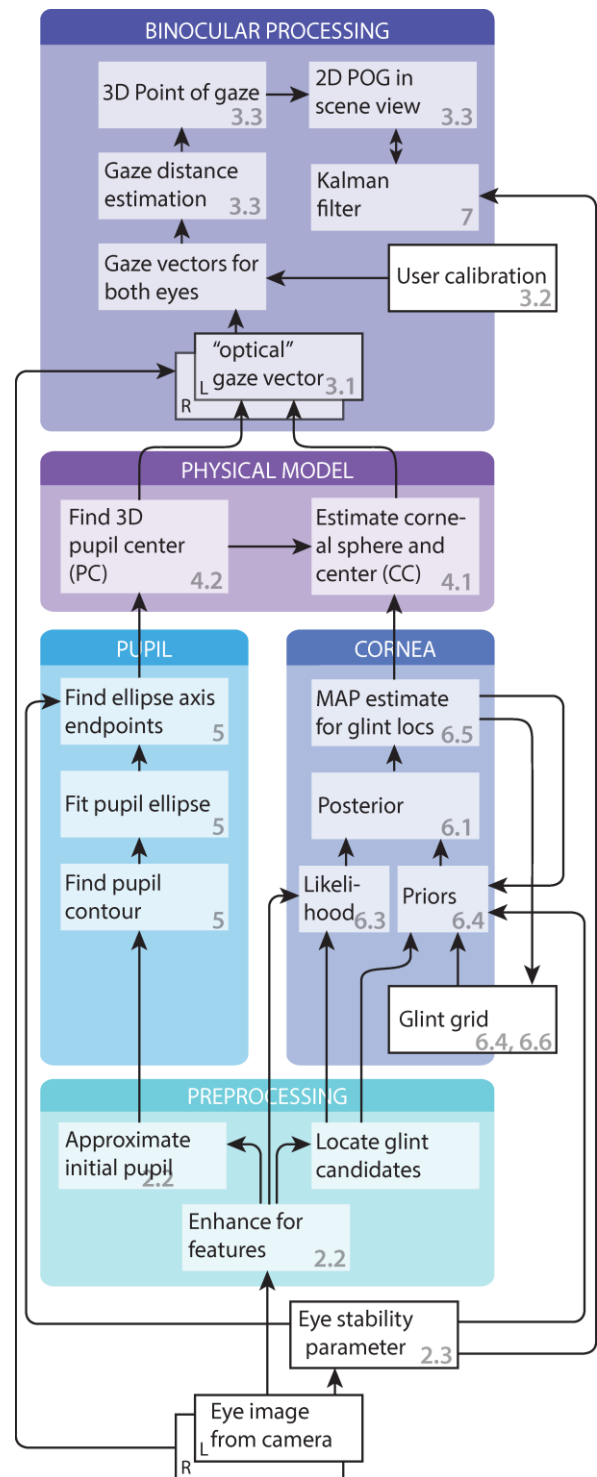 BINOCULAR PROCESSING
3D Point of gaze
3.3
2D POG in
scene view
3.3
Gaze distance
estimation
3.3
Kalman
filter
7
Gaze vectors for
both eyes
User calibration
3.2
“optical”
gaze vector
3.1
L
R
PHYSICAL MODEL
Find 3D
pupil center
(PC)
4.2
Estimate corne-
al sphere and
center (CC)
4.1
PUPIL
CORNEA
Find ellipse axis
endpoints
5
MAP estimate
for glint locs
6.5
Fit pupil ellipse
5
Posterior
6.1
Find pupil
contour
5
Likeli-
hood
6.3
Priors
6.4
Glint grid
6.4, 6.6
PREPROCESSING
Approximate
initial pupil
2.2
Locate glint
candidates
Enhance for
features
2.2
Eye stability
parameter
2.3
Eye image
from camera
L
R